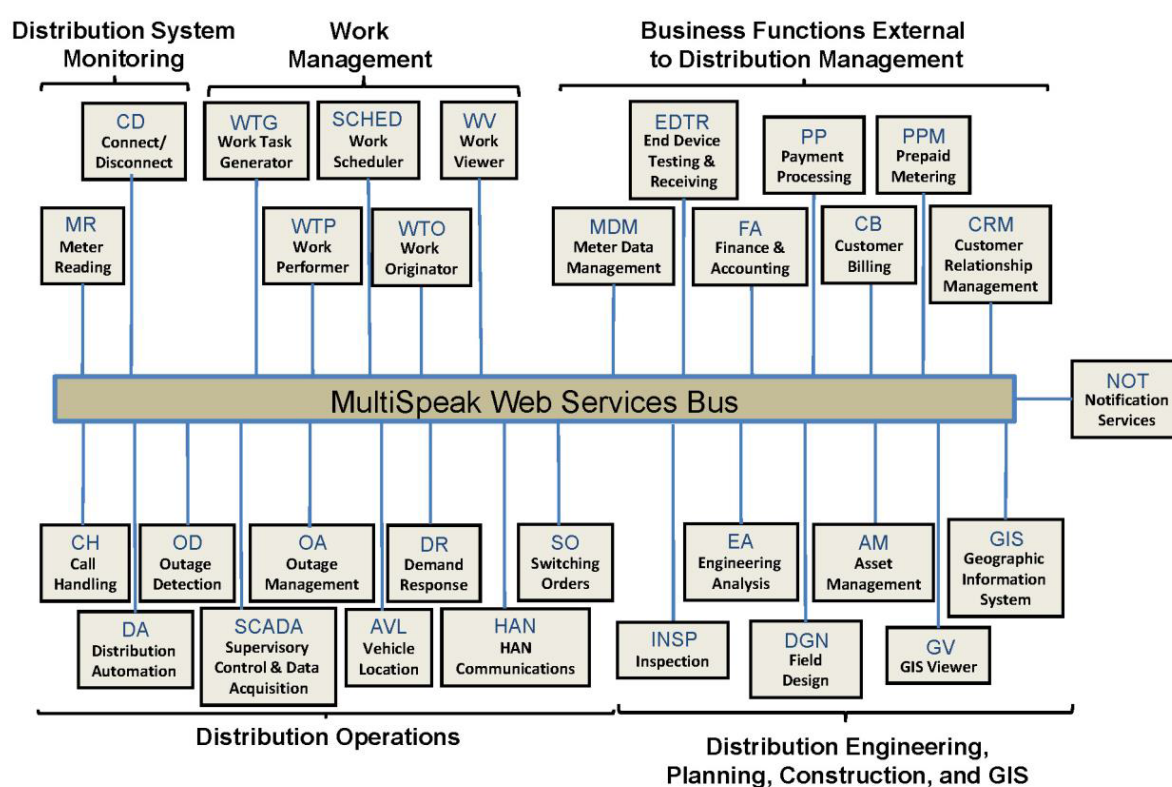 Distribution System
Monitoring
Work
Management
Business Functions External
to Distribution Management
CD
Connect/
Disconnect
WTG
Work Task
Generator
SCHED
Work
Scheduler
WV
Work
Viewer
EDTR
End Device
Testing &
Receiving
PP
Payment
Processing
PPM
Prepaid
Metering
MR
Meter
Reading
WTP
Work
Performer
WTO
Work
Originator
MDM
Meter Data
Management
FA
Finance &
Accounting
CB
Customer
Billing
CRM
Customer
Relationship
Management
MultiSpeak Web Services Bus
NOT
Notification
Services
CH
Call
Handling
OD
Outage
Detection
OA
Outage
Management
DR
Demand
Response
SO
Switching
Orders
EA
Engineering
Analysis
AM
Asset
Management
GIS
Geographic
Information
System
DA
Distribution
Automation
SCADA
Supervisory
Control & Data
Acquisition
AVL
Vehicle
Location
HAN
HAN
Communications
INSP
Inspection
DGN
Field
Design
GV
GIS Viewer
Distribution Operations
Distribution Engineering,
Planning, Construction, and GIS